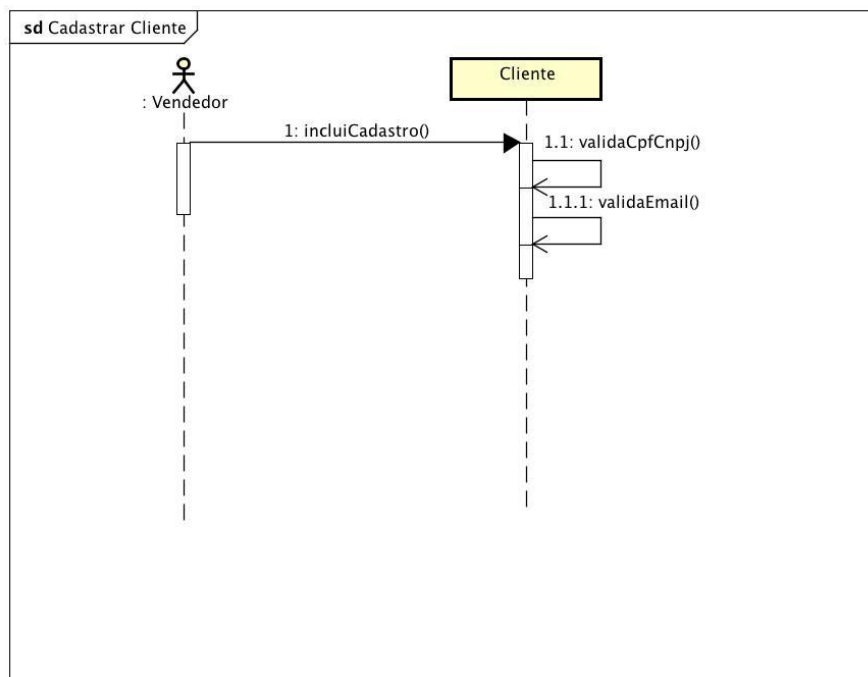 sd Cadastrar Cliente
: Vendedor
Cliente
1: incluiCadastro()
1.1: validaCpfCnpj()
1.1.1: validaEmail()